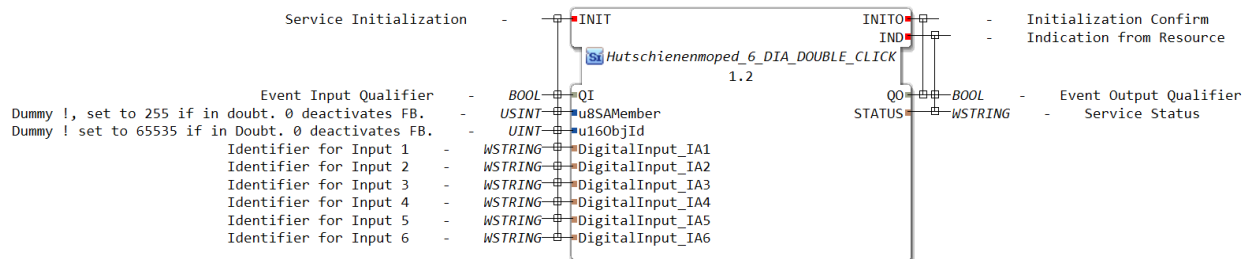 Service Initialization - INIT INITO - Initialization Confirm
IND - Indication from Resource
Si Hutschienenmoped_6_DIA_DOUBLE_CLICK
1.2
Event Input Qualifier - BOOL QI QO BOOL - Event Output Qualifier
Dummy !, set to 255 if in doubt. 0 deactivates FB. - USINT u8SAMember STATUS WSTRING - Service Status
Dummy ! set to 65535 if in Doubt. 0 deactivates FB. - UINT u16ObjId
Identifier for Input 1 - WSTRING DigitalInput_IA1
Identifier for Input 2 - WSTRING DigitalInput_IA2
Identifier for Input 3 - WSTRING DigitalInput_IA3
Identifier for Input 4 - WSTRING DigitalInput_IA4
Identifier for Input 5 - WSTRING DigitalInput_IA5
Identifier for Input 6 - WSTRING DigitalInput_IA6